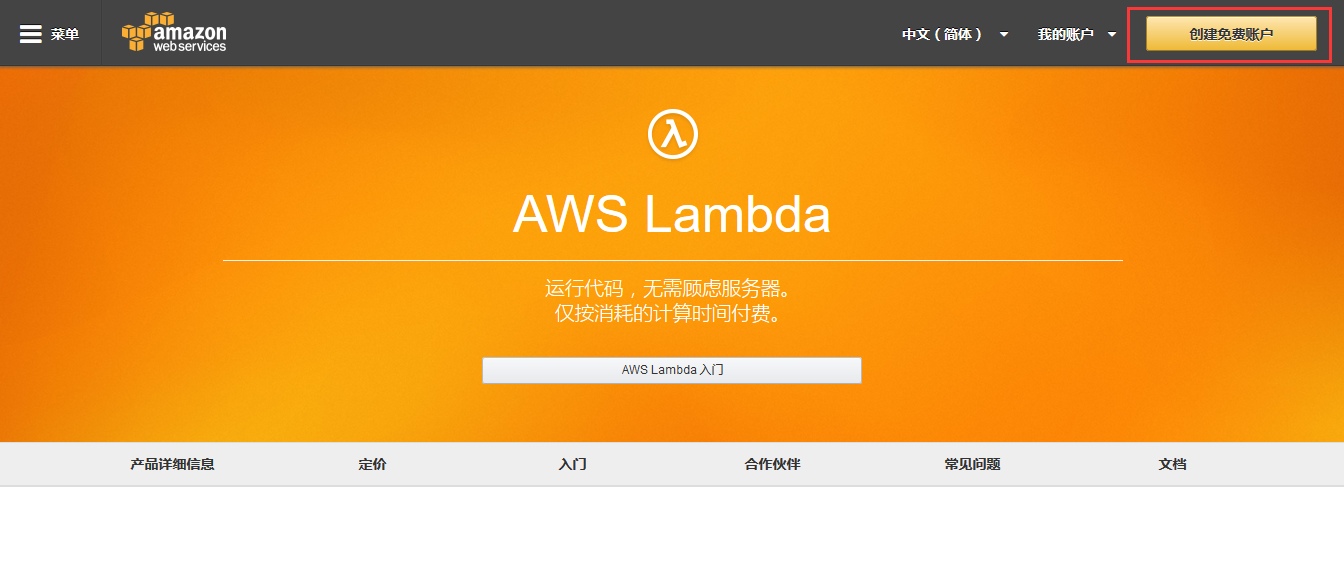 菜单
amazon
web services
中文 ( 简体 )
我的账户
创建免费账户
λ
AWS Lambda
运行代码，无需顾虑服务器。
仅按消耗的计算时间付费。
AWS Lambda 入门
产品详细信息
定价
入门
合作伙伴
常见问题
文档